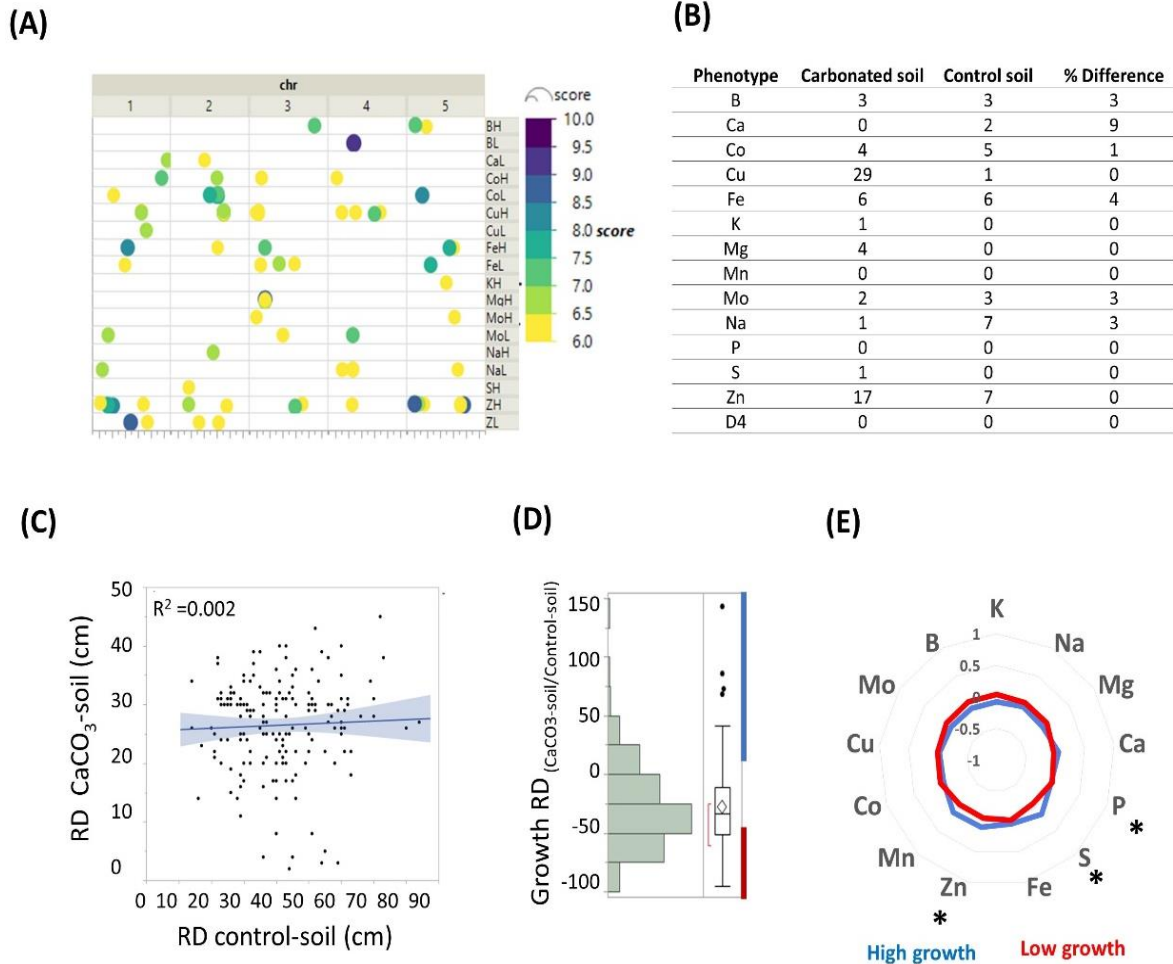 (A)
chr
1 2 3 4 5
score
BH
BL
CaL
CoH
CoL
CuH
CuL
FeH
FeL
KH
MgH
MoH
MoL
NaH
NaL
SH
ZH
ZL
10.0
9.5
9.0
8.5
8.0
7.5
7.0
6.5
6.0
score
(B)
Phenotype Carbonated soil Control soil % Difference
B 3 3 3
Ca 0 2 9
Co 4 5 1
Cu 29 1 0
Fe 6 6 4
K 1 0 0
Mg 4 0 0
Mn 0 0 0
Mo 2 3 3
Na 1 7 3
P 0 0 0
S 1 0 0
Zn 17 7 0
D4 0 0 0
(C)
R² =0.002
50
40
30
20
10
0
RD CaCO₃-soil (cm)
0 10 20 30 40 50 60 70 80 90
RD control-soil (cm)
(D)
Growth RD (CaCO3-soil/Control-soil)
150
100
50
0
-50
-100
(E)
K
Na
Mg
Ca
P
*
S
*
Fe
Zn
*
Mn
Co
Cu
Mo
B
1
0.5
0
-0.5
-1
High growth Low growth